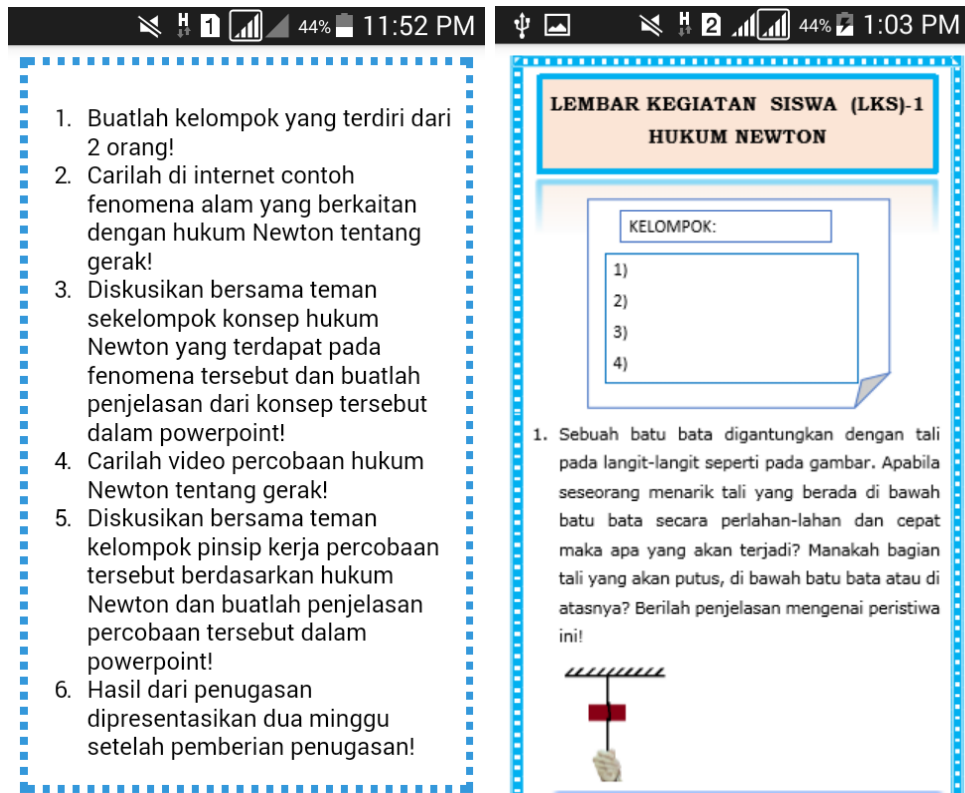 1 44% 11:52 PM
1. Buatlah kelompok yang terdiri dari
2 orang!
2. Carilah di internet contoh
fenomena alam yang berkaitan
dengan hukum Newton tentang
gerak!
3. Diskusikan bersama teman
sekelompok konsep hukum
Newton yang terdapat pada
fenomena tersebut dan buatlah
penjelasan dari konsep tersebut
dalam powerpoint!
4. Carilah video percobaan hukum
Newton tentang gerak!
5. Diskusikan bersama teman
kelompok pinsip kerja percobaan
tersebut berdasarkan hukum
Newton dan buatlah penjelasan
percobaan tersebut dalam
powerpoint!
6. Hasil dari penugasan
dipresentasikan dua minggu
setelah pemberian penugasan!
H 2 44% 1:03 PM
LEMBAR KEGIATAN SISWA (LKS)-1
HUKUM NEWTON
KELOMPOK:
1)
2)
3)
4)
1. Sebuah batu bata digantungkan dengan tali
pada langit-langit seperti pada gambar. Apabila
seseorang menarik tali yang berada di bawah
batu bata secara perlahan-lahan dan cepat
maka apa yang akan terjadi? Manakah bagian
tali yang akan putus, di bawah batu bata atau di
atasnya? Berilah penjelasan mengenai peristiwa
ini!